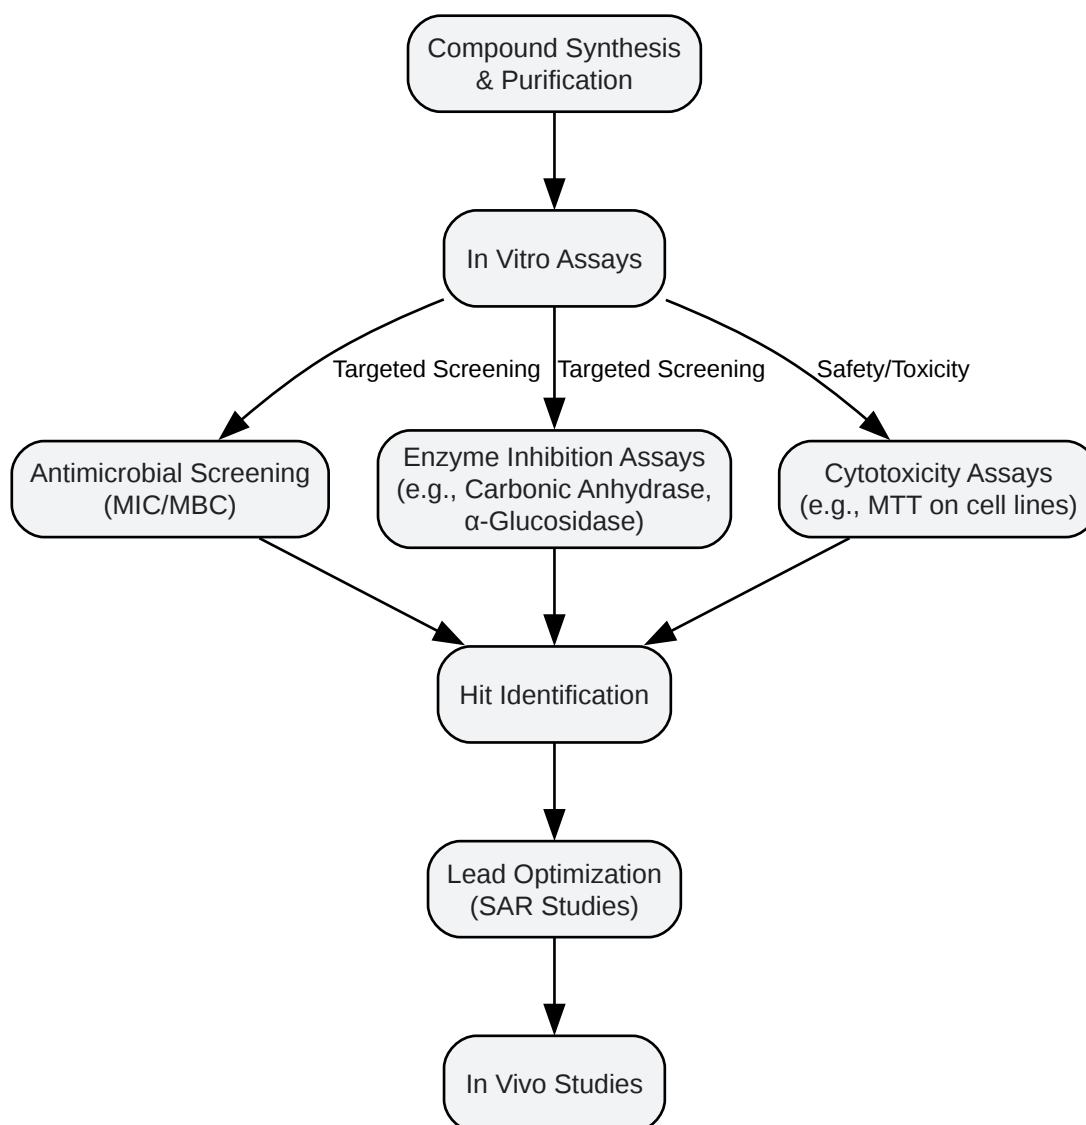 Compound Synthesis
& Purification
In Vitro Assays
Targeted Screening
Targeted Screening
Safety/Toxicity
Antimicrobial Screening
(MIC/MBC)
Enzyme Inhibition Assays
(e.g., Carbonic Anhydrase,
α-Glucosidase)
Cytotoxicity Assays
(e.g., MTT on cell lines)
Hit Identification
Lead Optimization
(SAR Studies)
In Vivo Studies